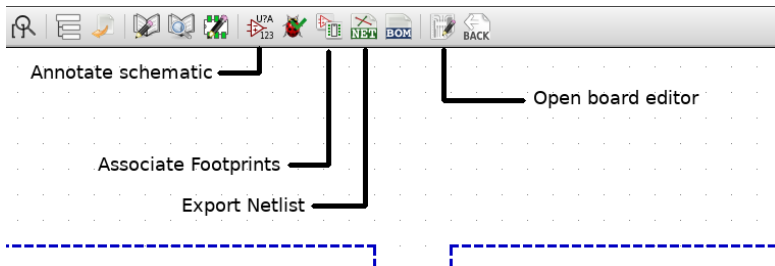 U?A
123
NET
BOM
BACK
Annotate schematic
Open board editor
Associate Footprints
Export Netlist